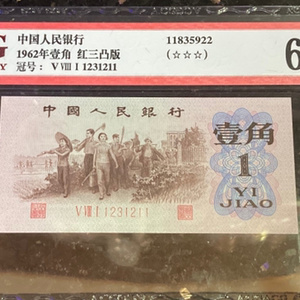 G
Y
中国人民银行
1962年壹角 红三凸版
冠号： V VIII I 1231211
11835922
(☆☆☆)
6
中國人民銀行
壹角
1
YI
JIAO
V VIII I 1231211